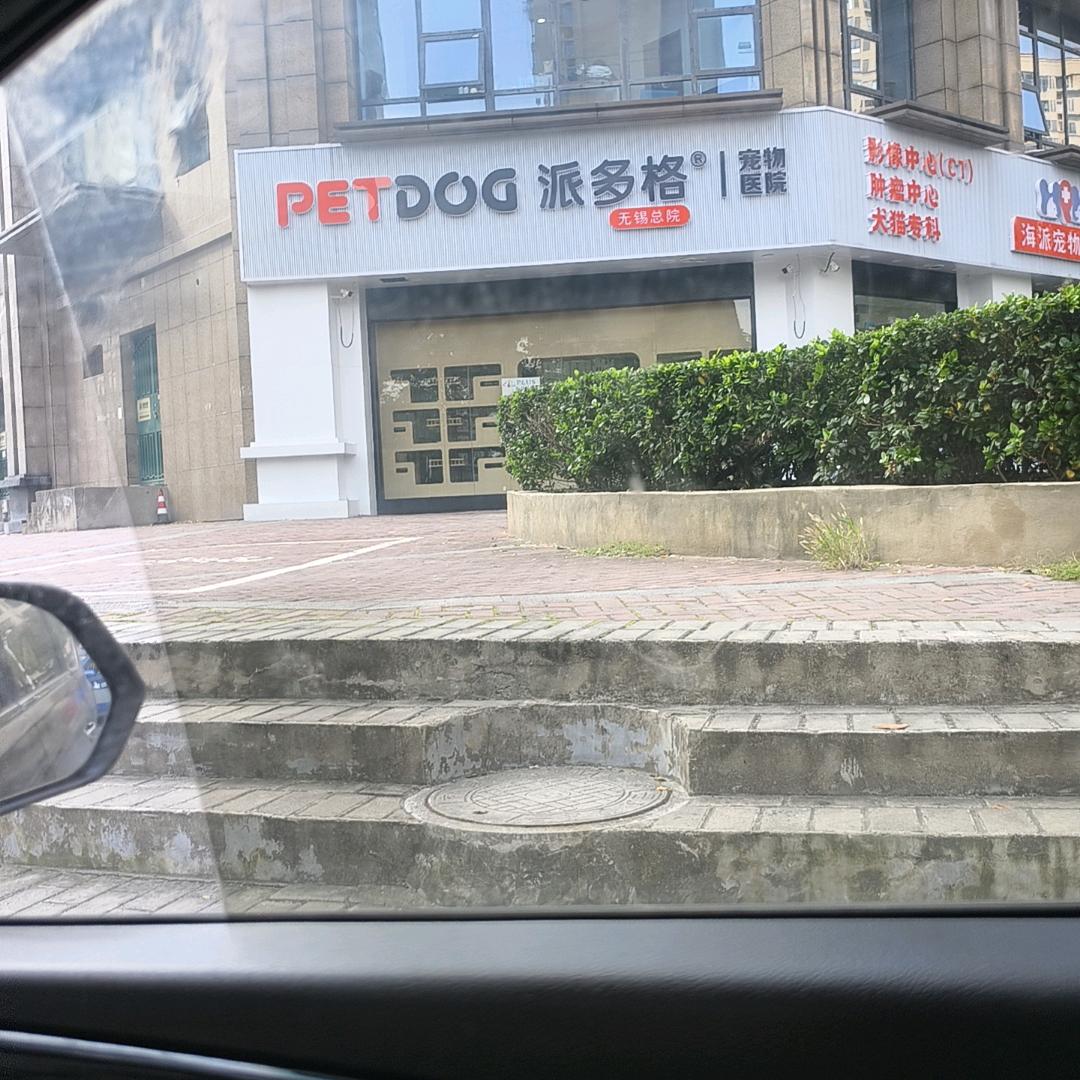 PETDOG 派多格® 宠物医院
无锡总院
影像中心(CT)
肿瘤中心
犬猫专科
海派宠物